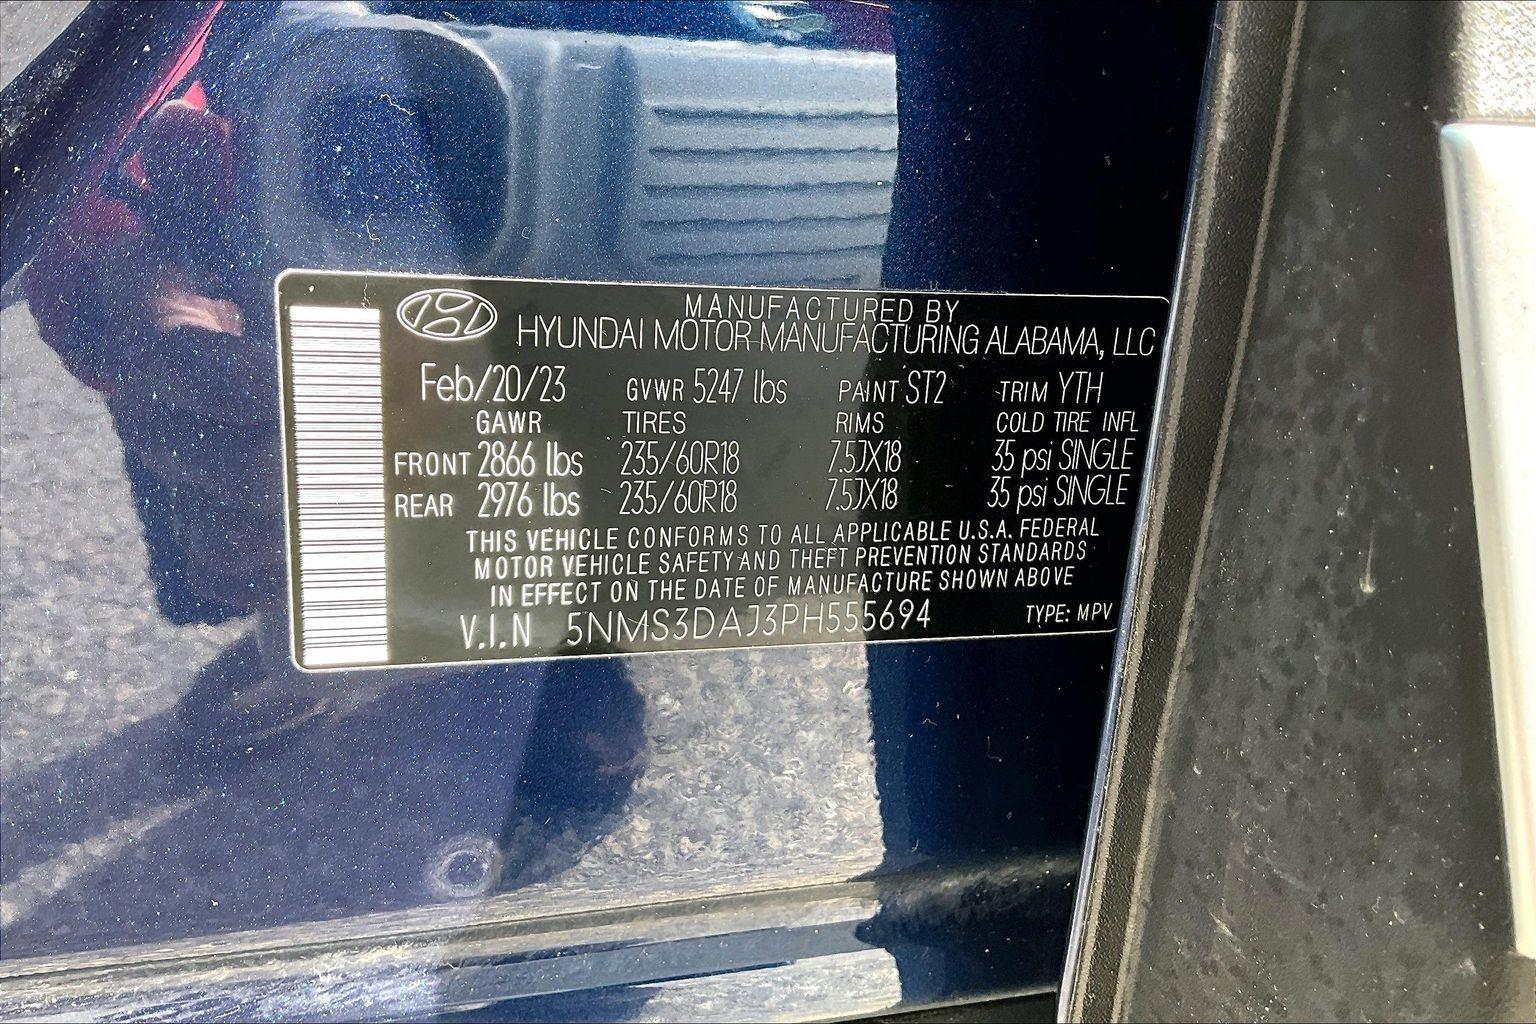 MANUFACTURED BY
HYUNDAI MOTOR MANUFACTURING ALABAMA, LLC
Feb/20/23 GVWR 5247 lbs PAINT ST2 TRIM YTH
GAWR TIRES RIMS COLD TIRE INFL
FRONT 2866 lbs 235/60R18 7.5JX18 35 psi SINGLE
REAR 2976 lbs 235/60R18 7.5JX18 35 psi SINGLE
THIS VEHICLE CONFORMS TO ALL APPLICABLE U.S.A. FEDERAL
MOTOR VEHICLE SAFETY AND THEFT PREVENTION STANDARDS
IN EFFECT ON THE DATE OF MANUFACTURE SHOWN ABOVE
V.I.N 5NMS3DAJ3PH555694 TYPE: MPV